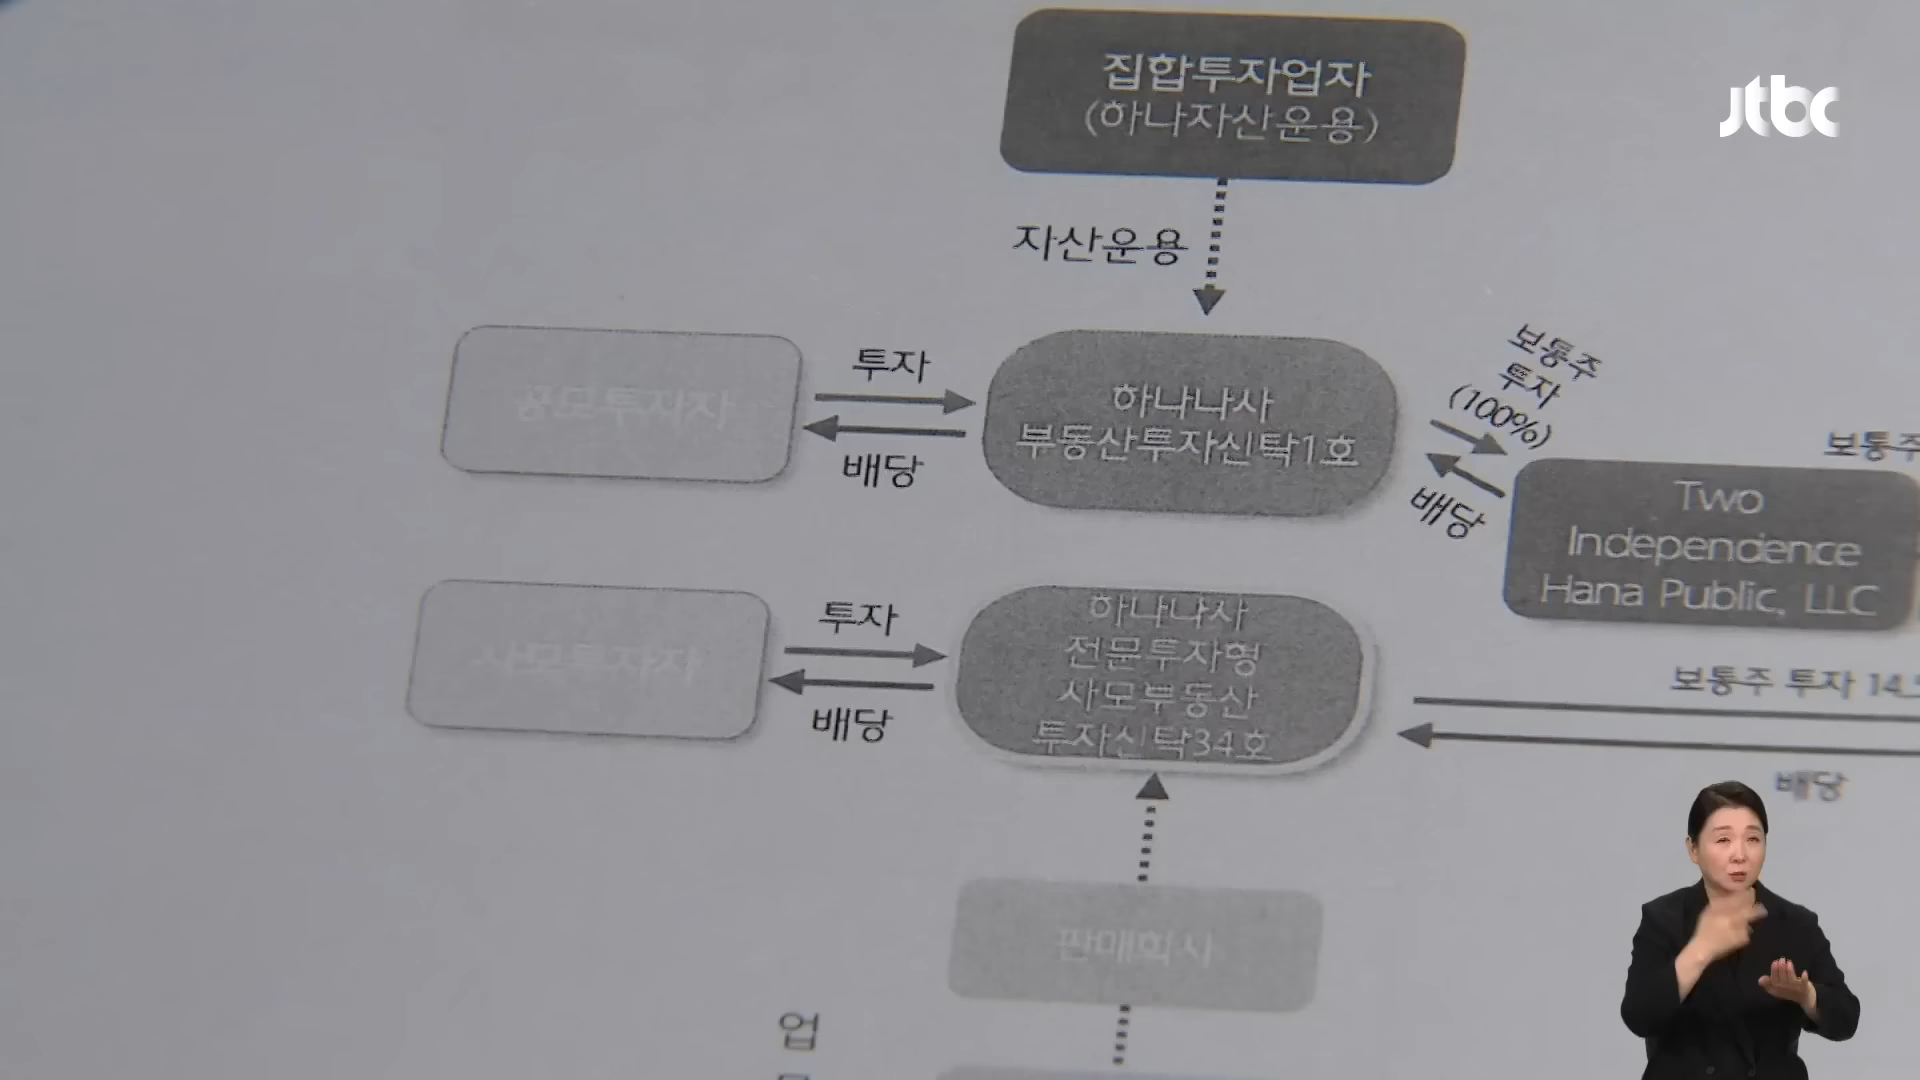 집합투자업자
(하나자산운용)
jtbc
자산운용
공모투자자
투자
배당
하나나사
부동산투자신탁1호
보통주
투자
(100%)
배당
보통주
Two
Independence
Hana Public, LLC
사모투자자
투자
배당
하나나사
전문투자형
사모부동산
투자신탁34호
보통주 투자 14.
배당
판매회사
업